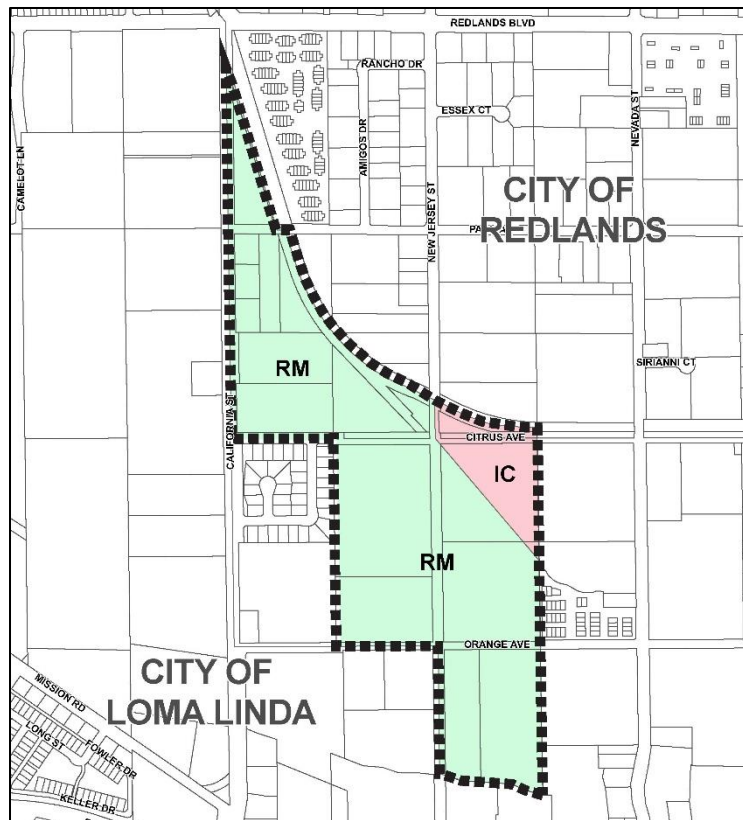 REDLANDS BLVD
RANCHO DR
ESSEX CT
AMIGOS DR
NEVADA ST
CAMELOT LN
CITY OF
REDLANDS
NEW JERSEY ST
RM
SIRIANNI CT
CALIFORNIA ST
CITRUS AVE
IC
RM
ORANGE AVE
CITY OF
LOMA LINDA
MISSION RD
LONG ST
FOWLER DR
KELLER DR